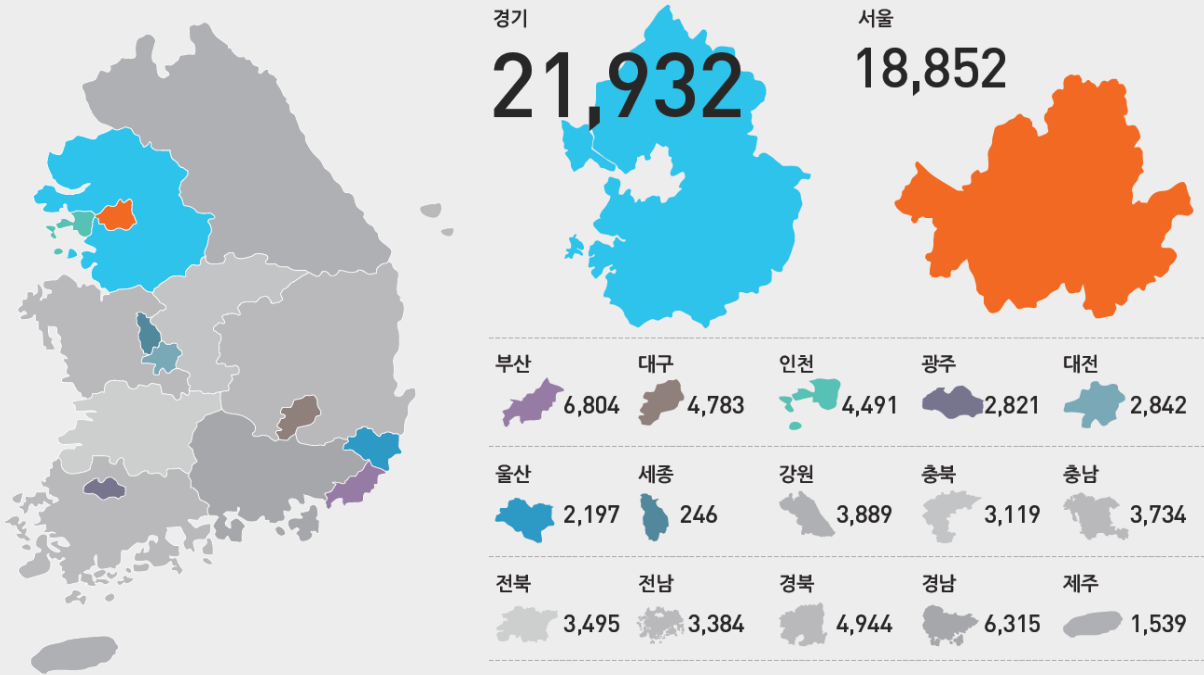 경기
21,932
서울
18,852
부산
6,804
대구
4,783
인천
4,491
광주
2,821
대전
2,842
울산
2,197
세종
246
강원
3,889
충북
3,119
충남
3,734
전북
3,495
전남
3,384
경북
4,944
경남
6,315
제주
1,539